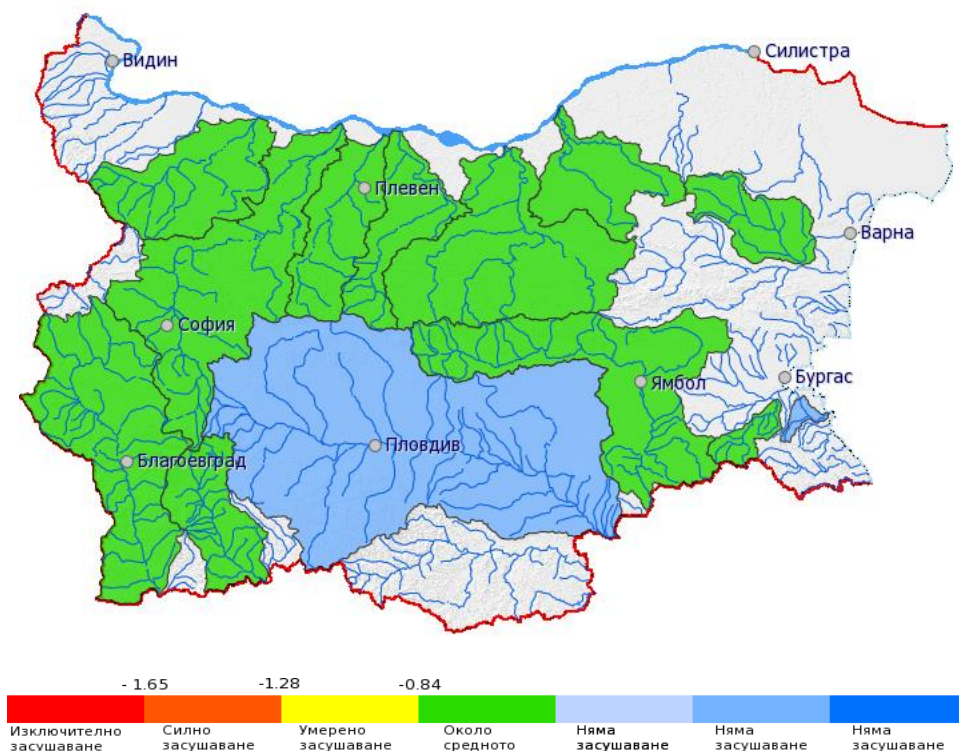 Видин
Силистра
Плевен
Варна
София
Ямбол
Бургас
Пловдив
Благоевград
- 1.65
-1.28
-0.84
Изключително засушаване
Силно засушаване
Умерено засушаване
Около средното
Няма засушаване
Няма засушаване
Няма засушаване